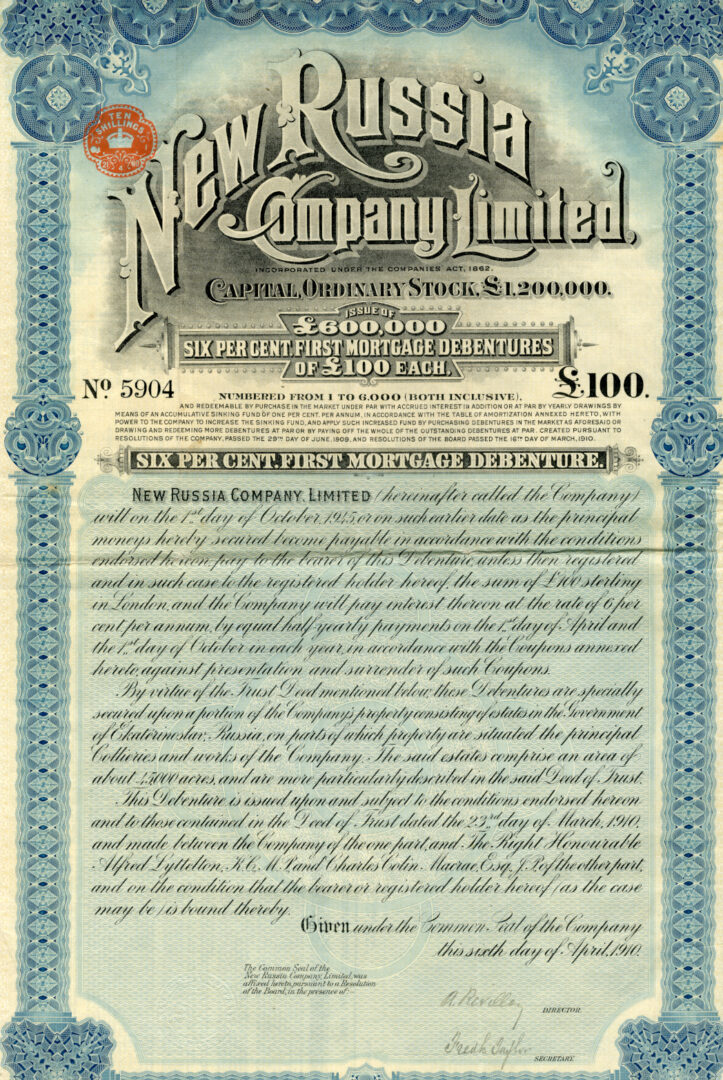 TEN
SHILLINGS
New Russia
Company Limited.
INCORPORATED UNDER THE COMPANIES ACT, 1862.
CAPITAL, ORDINARY STOCK, £1,200,000.
ISSUE OF
£600,000
SIX PER CENT. FIRST MORTGAGE DEBENTURES
OF £100 EACH.
No 5904
£100.
NUMBERED FROM 1 TO 6,000 (BOTH INCLUSIVE),
AND REDEEMABLE BY PURCHASE IN THE MARKET UNDER PAR WITH ACCRUED INTEREST IN ADDITION OR AT PAR BY YEARLY DRAWINGS BY
MEANS OF AN ACCUMULATIVE SINKING FUND OF ONE PER CENT. PER ANNUM, IN ACCORDANCE WITH THE TABLE OF AMORTIZATION ANNEXED HERETO, WITH
POWER TO THE COMPANY TO INCREASE THE SINKING FUND, AND APPLY SUCH INCREASED FUND BY PURCHASING DEBENTURES IN THE MARKET AS AFORESAID OR
DRAWING AND REDEEMING MORE DEBENTURES AT PAR OR BY PAYING OFF THE WHOLE OF THE OUTSTANDING DEBENTURES AT PAR. CREATED PURSUANT TO
RESOLUTIONS OF THE COMPANY, PASSED THE 29TH DAY OF JUNE, 1909, AND RESOLUTIONS OF THE BOARD PASSED THE 16TH DAY OF MARCH, 1910.
SIX PER CENT. FIRST MORTGAGE DEBENTURE.
NEW RUSSIA COMPANY, LIMITED (hereinafter called the Company)
will on the 1st day of October, 1945, or on such earlier date as the principal
moneys hereby secured become payable in accordance with the conditions
endorsed hereon, pay to the bearer of this Debenture, unless then registered
and in such case to the registered holder hereof, the sum of £100 sterling
in London, and the Company will pay interest thereon at the rate of 6 per
cent per annum, by equal half yearly payments on the 1st day of April and
the 1st day of October in each year, in accordance with the Coupons annexed
hereto, against presentation and surrender of such Coupons.
By virtue of the Trust Deed mentioned below, these Debentures are specially
secured upon a portion of the Company's property consisting of estates in the Government
of Ekaterinoslav, Russia, on parts of which property are situated the principal
Collieries and works of the Company. The said estates comprise an area of
about 45,000 acres, and are more particularly described in the said Deed of Trust.
This Debenture is issued upon and subject to the conditions endorsed hereon
and to those contained in the Deed of Trust dated the 23rd day of March, 1910,
and made between the Company of the one part, and The Right Honourable
Alfred Lyttelton, K.C., M.P. and Charles Colin Macrae, Esq, J.P. of the other part,
and on the condition that the bearer or registered holder hereof (as the case
may be) is bound thereby.
Given under the Common Seal of the Company
this sixth day of April, 1910.
The Common Seal of the
New Russia Company, Limited, was
affixed hereto, pursuant to a Resolution
of the Board, in the presence of:—
DIRECTOR.
Fredk Taylor
SECRETARY.